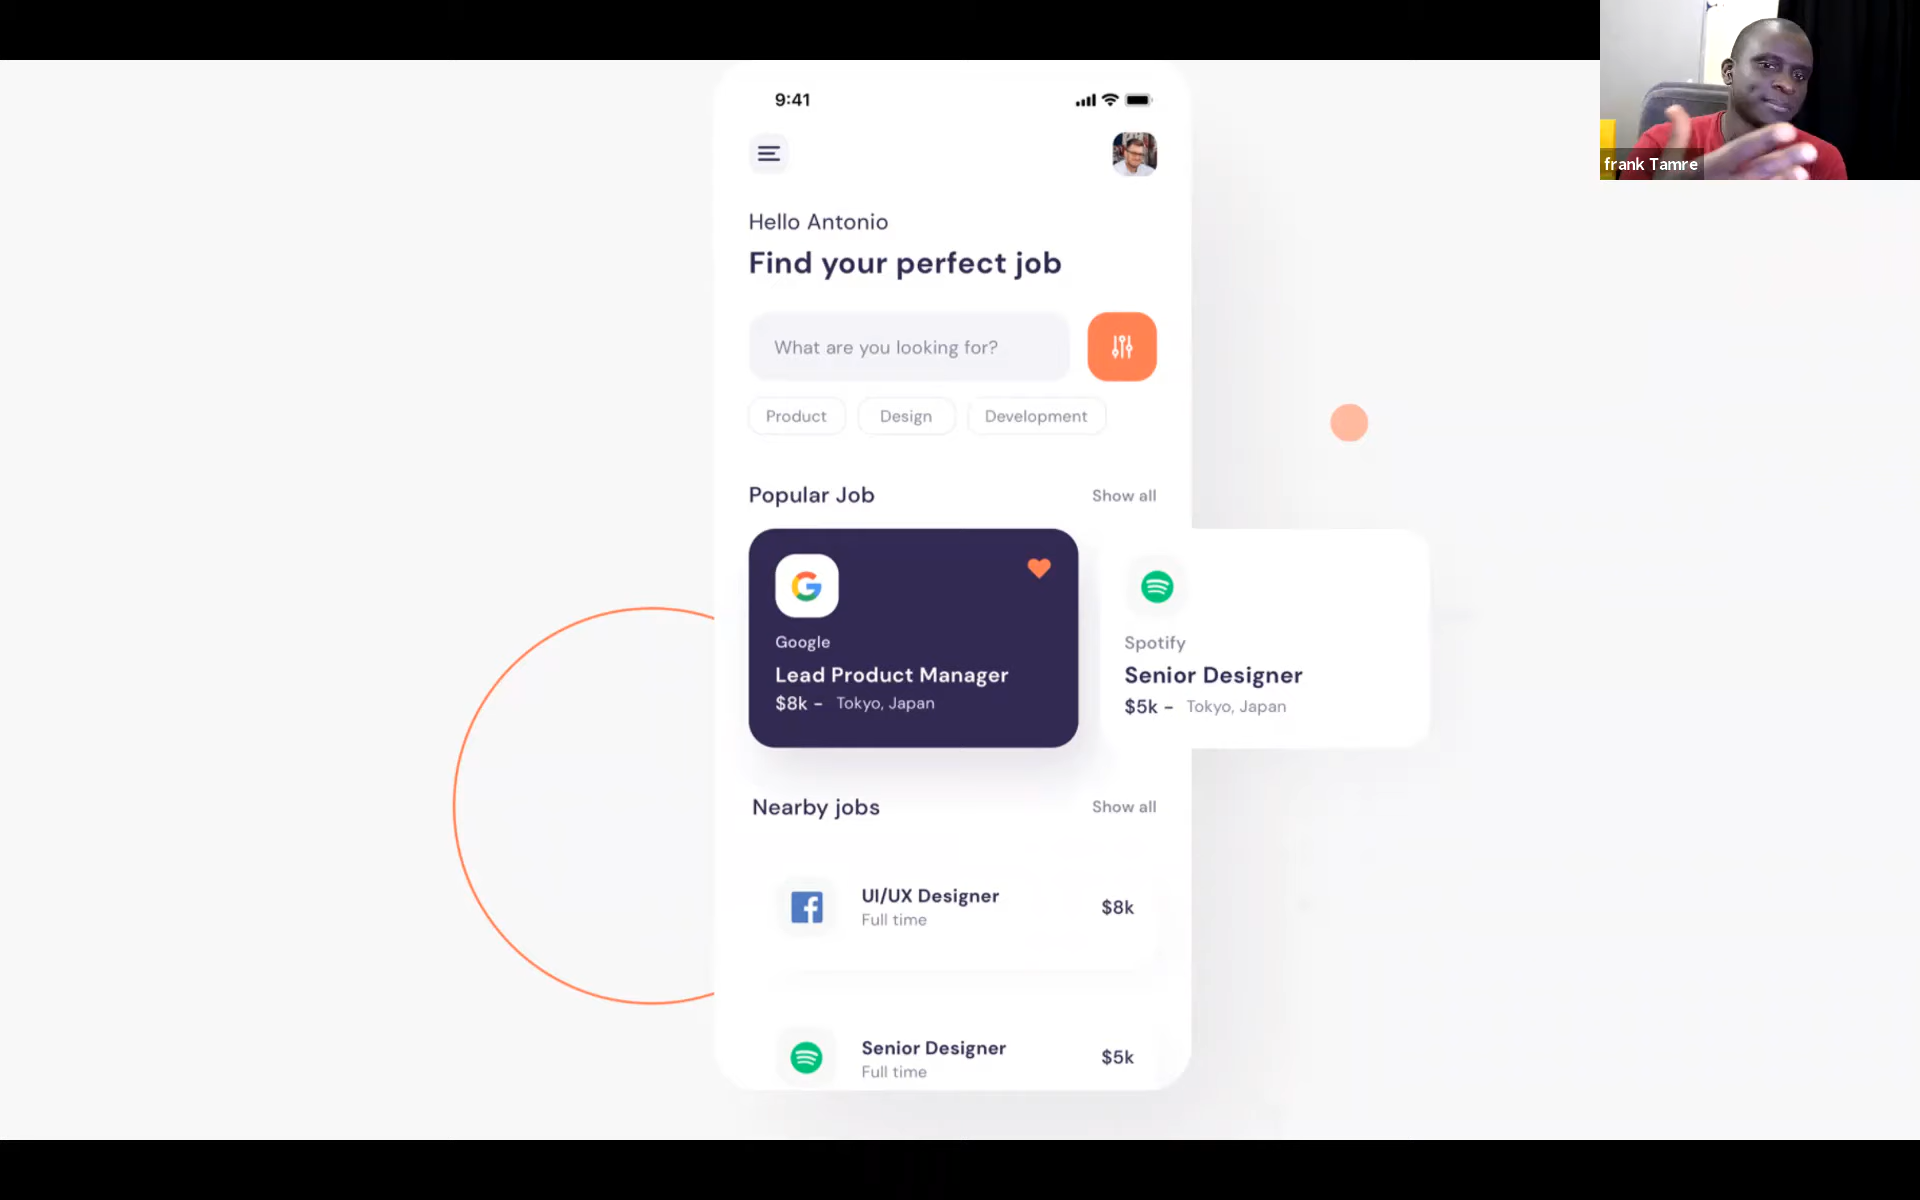 9:41
frank Tamre
Hello Antonio
Find your perfect job
What are you looking for?
Product Design Development
Popular Job Show all
Google
Lead Product Manager
$8k - Tokyo, Japan
Spotify
Senior Designer
$5k - Tokyo, Japan
Nearby jobs Show all
UI/UX Designer
Full time
$8k
Senior Designer
Full time
$5k